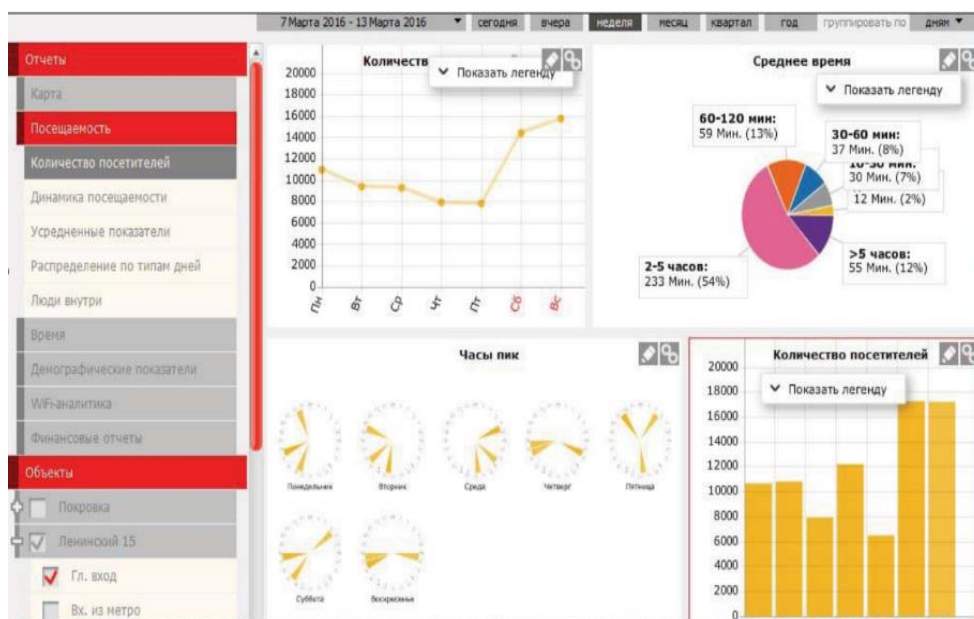 7 Марта 2016 - 13 Марта 2016 сегодня вчера неделя месяц квартал год группировать по дням
Отчеты
Карта
Посещаемость
Количество посетителей
Динамика посещаемости
Усредненные показатели
Распределение по типам дней
Люди внутри
Время
Демографические показатели
WiFi-аналитика
Финансовые отчеты
Объекты
Покровка
Ленинский 15
Гл. вход
Вх. из метро
Показать легенду
20000
18000
16000
14000
12000
10000
8000
6000
4000
2000
0
Пн Вт Ср Чт Пт Сб Вс
Среднее время
Показать легенду
60-120 мин:
59 Мин. (13%)
30-60 мин:
37 Мин. (8%)
30 Мин. (7%)
12 Мин. (2%)
>5 часов:
55 Мин. (12%)
2-5 часов:
233 Мин. (54%)
Часы пик
Понедельник Вторник Среда Четверг Пятница
Суббота Воскресенье
Количество посетителей
Показать легенду
20000
18000
16000
14000
12000
10000
8000
6000
4000
2000
0